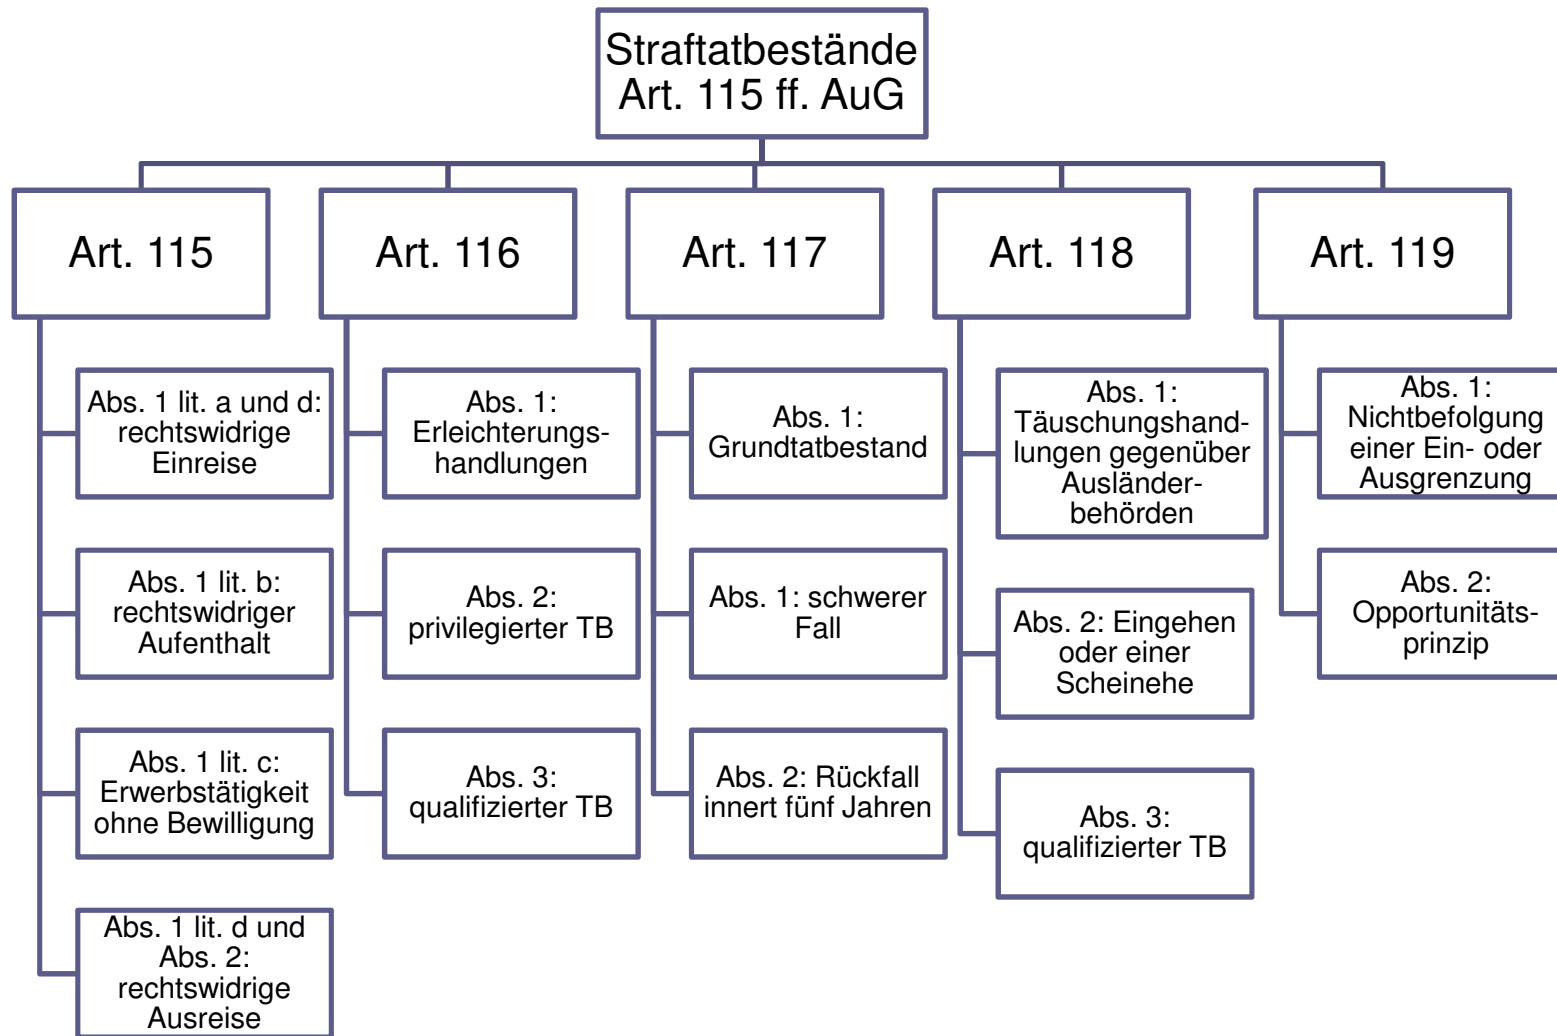 Straftatbestände
Art. 115 ff. AuG
Art. 115
Art. 116
Art. 117
Art. 118
Art. 119
Abs. 1 lit. a und d:
rechtswidrige
Einreise
Abs. 1 lit. b:
rechtswidriger
Aufenthalt
Abs. 1 lit. c:
Erwerbstätigkeit
ohne Bewilligung
Abs. 1 lit. d und
Abs. 2:
rechtswidrige
Ausreise
Abs. 1:
Erleichterungs-
handlungen
Abs. 2:
privilegierter TB
Abs. 3:
qualifizierter TB
Abs. 1:
Grundtatbestand
Abs. 1: schwerer
Fall
Abs. 2: Rückfall
innert fünf Jahren
Abs. 1:
Täuschungshand-
lungen gegenüber
Ausländer-
behörden
Abs. 2: Eingehen
oder einer
Scheinehe
Abs. 3:
qualifizierter TB
Abs. 1:
Nichtbefolgung
einer Ein- oder
Ausgrenzung
Abs. 2:
Opportunitäts-
prinzip